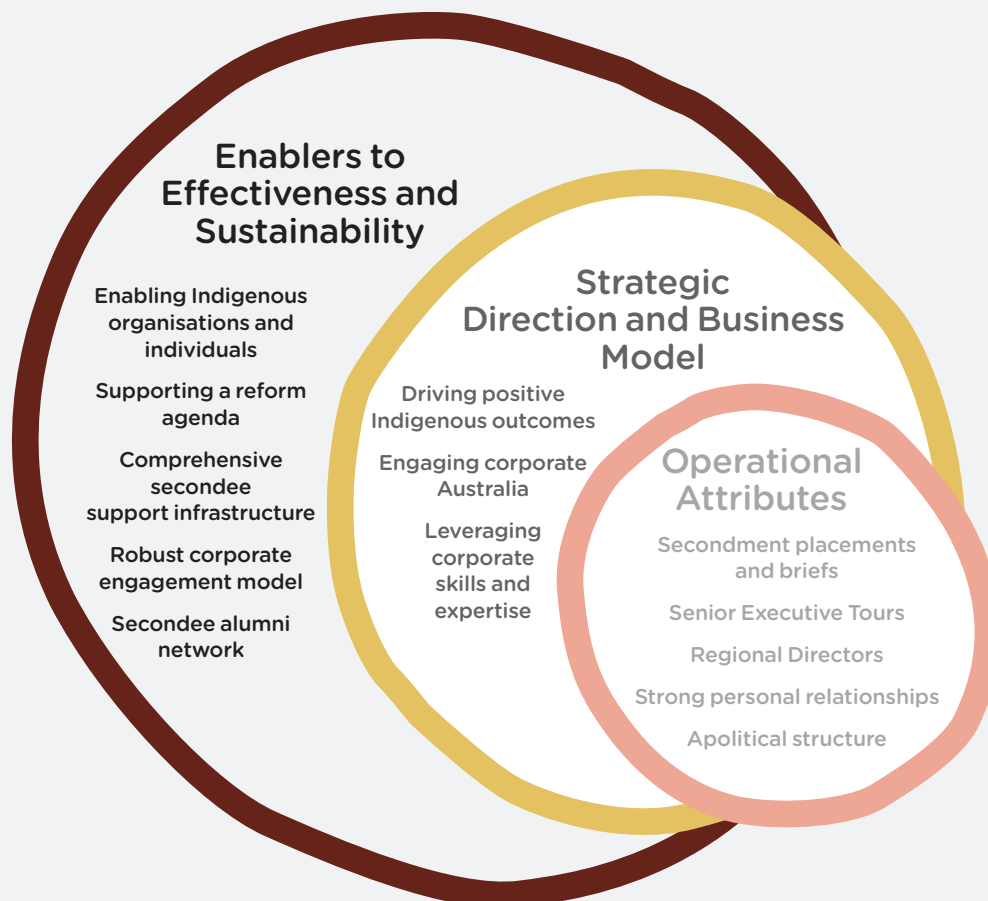 Enablers to
Effectiveness and
Sustainability
Enabling Indigenous
organisations and
individuals
Supporting a reform
agenda
Comprehensive
secondee
support infrastructure
Robust corporate
engagement model
Secondee alumni
network
Strategic
Direction and Business
Model
Driving positive
Indigenous outcomes
Engaging corporate
Australia
Leveraging
corporate
skills and
expertise
Operational
Attributes
Secondment placements
and briefs
Senior Executive Tours
Regional Directors
Strong personal relationships
Apolitical structure